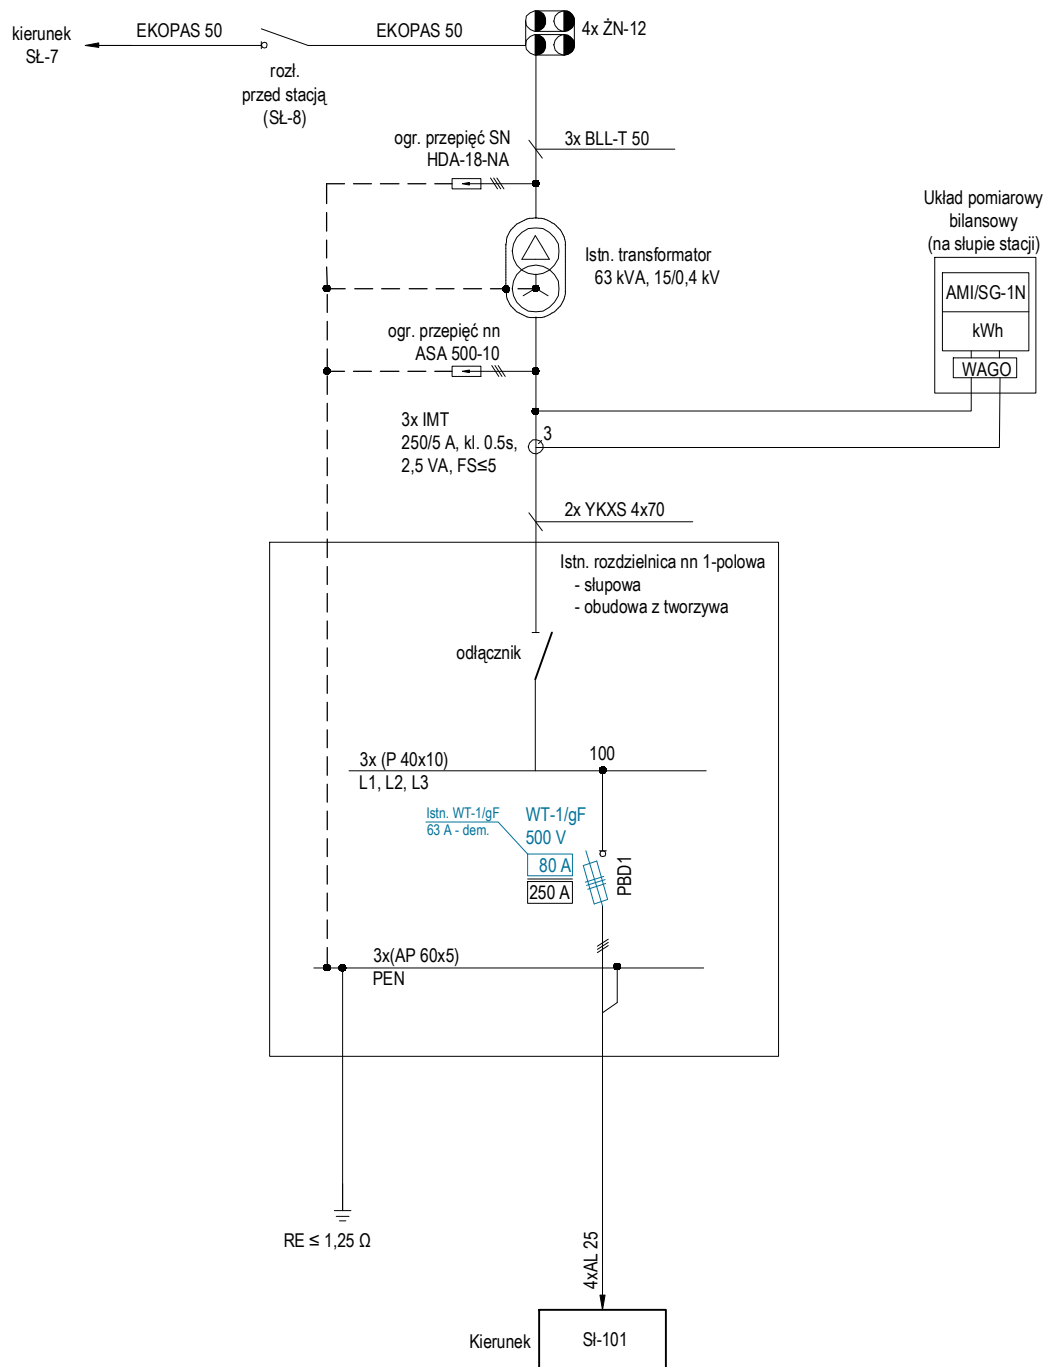 kierunek
SŁ-7
EKOPAS 50
EKOPAS 50
4x ŻN-12
rozł.
przed stacją
(SŁ-8)
ogr. przepięć SN
HDA-18-NA
3x BLL-T 50
Układ pomiarowy
bilansowy
(na słupie stacji)
AMI/SG-1N
kWh
WAGO
Istn. transformator
63 kVA, 15/0,4 kV
ogr. przepięć nn
ASA 500-10
3x IMT
250/5 A, kl. 0.5s,
2,5 VA, FS≤5
3
2x YKXS 4x70
Istn. rozdzielnica nn 1-polowa
- słupowa
- obudowa z tworzywa
odłącznik
3x (P 40x10)
L1, L2, L3
100
Istn. WT-1/gF
63 A - dem.
WT-1/gF
500 V
80 A
250 A
PBD1
3x(AP 60x5)
PEN
RE ≤ 1,25 Ω
4xAL 25
Kierunek
Sł-101